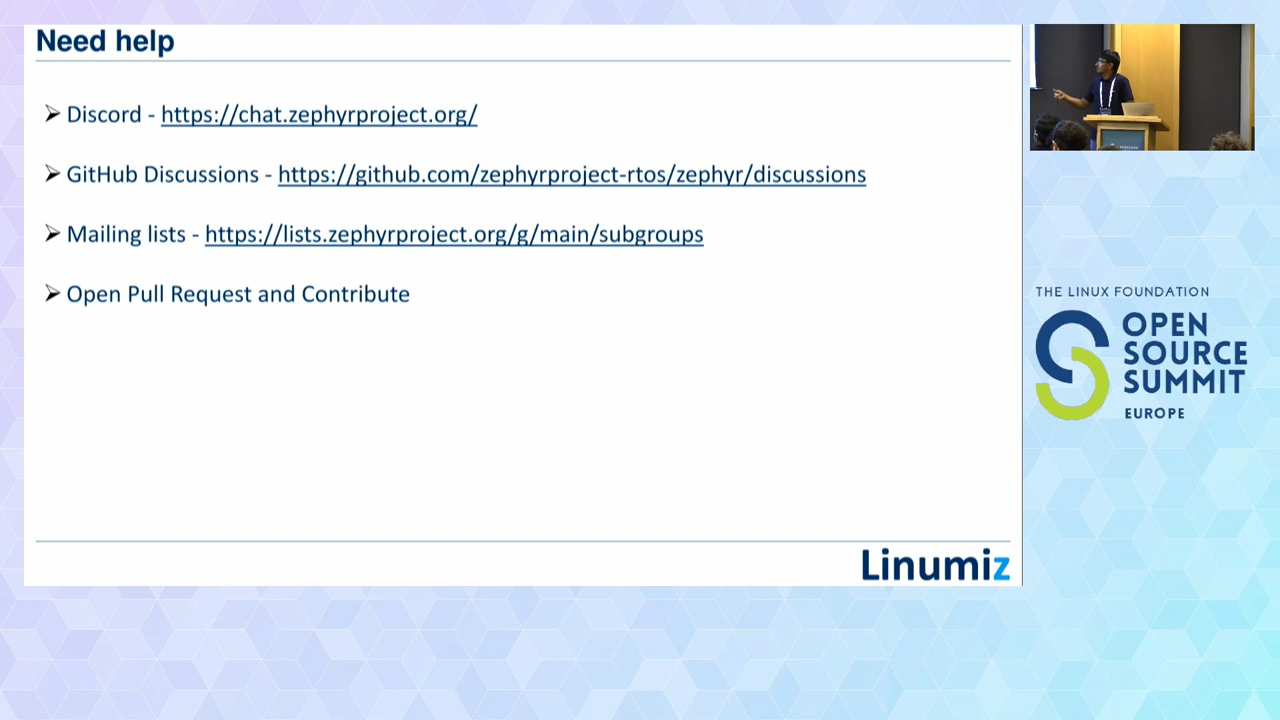 Need help
Discord - https://chat.zephyrproject.org/
GitHub Discussions - https://github.com/zephyrproject-rtos/zephyr/discussions
Mailing lists - https://lists.zephyrproject.org/g/main/subgroups
Open Pull Request and Contribute
Linumiz
THE LINUX FOUNDATION
OPEN
SOURCE
SUMMIT
EUROPE